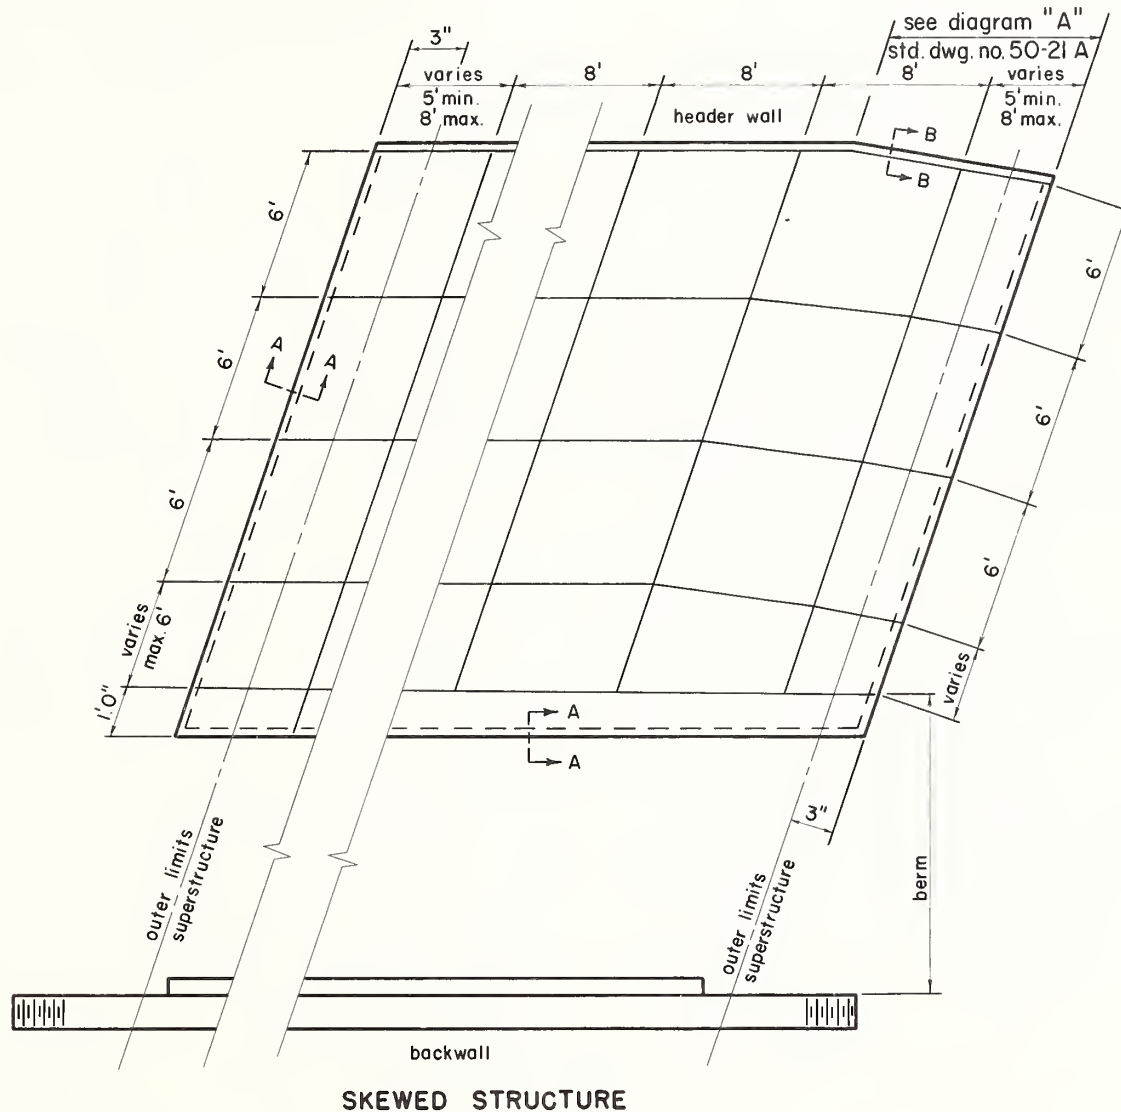 see diagram "A"
std. dwg. no. 50-21 A
3"
varies
5' min.
8' max.
8'
8'
8'
varies
5' min.
8' max.
header wall
B
B
6'
6'
A
A
6'
6'
6'
6'
varies
max. 6'
varies
1'.0"
A
A
3"
outer limits
superstructure
outer limits
superstructure
berm
backwall
SKEWED STRUCTURE